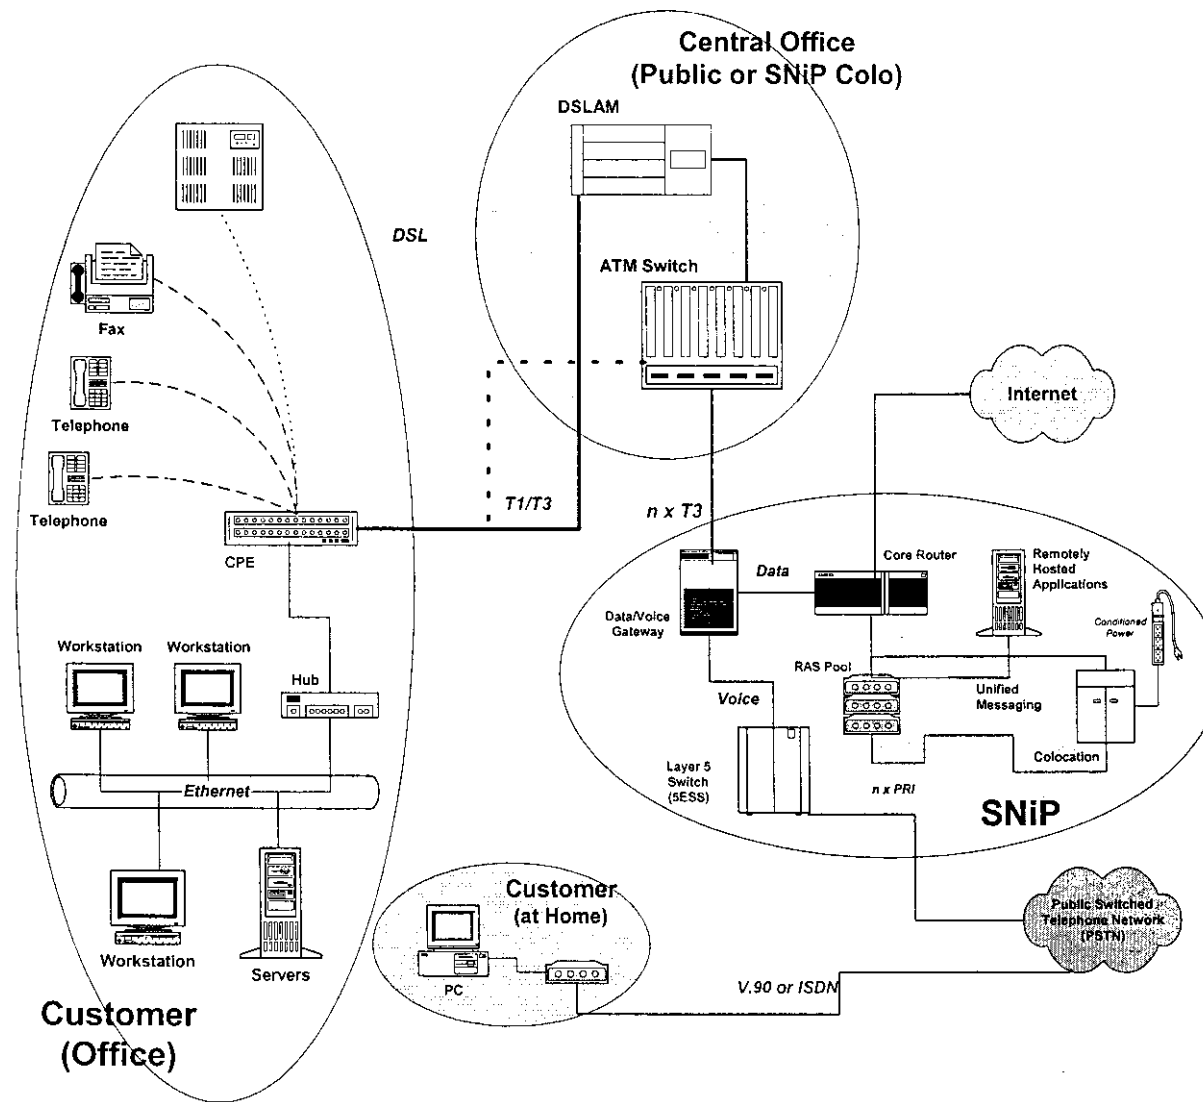 Central Office
(Public or SNiP Colo)
DSLAM
DSL
ATM Switch
Fax
Telephone
Telephone
Internet
T1/T3
n x T3
CPE
Data
Core Router
Remotely
Hosted
Applications
Data/Voice
Gateway
Conditioned
Power
Workstation
Workstation
Hub
RAS Pool
Voice
Unified
Messaging
Colocation
Layer 5
Switch
(5ESS)
n x PRI
SNiP
Ethernet
Customer
(at Home)
Public Switched
Telephone Network
(PSTN)
Workstation
Servers
PC
V.90 or ISDN
Customer
(Office)